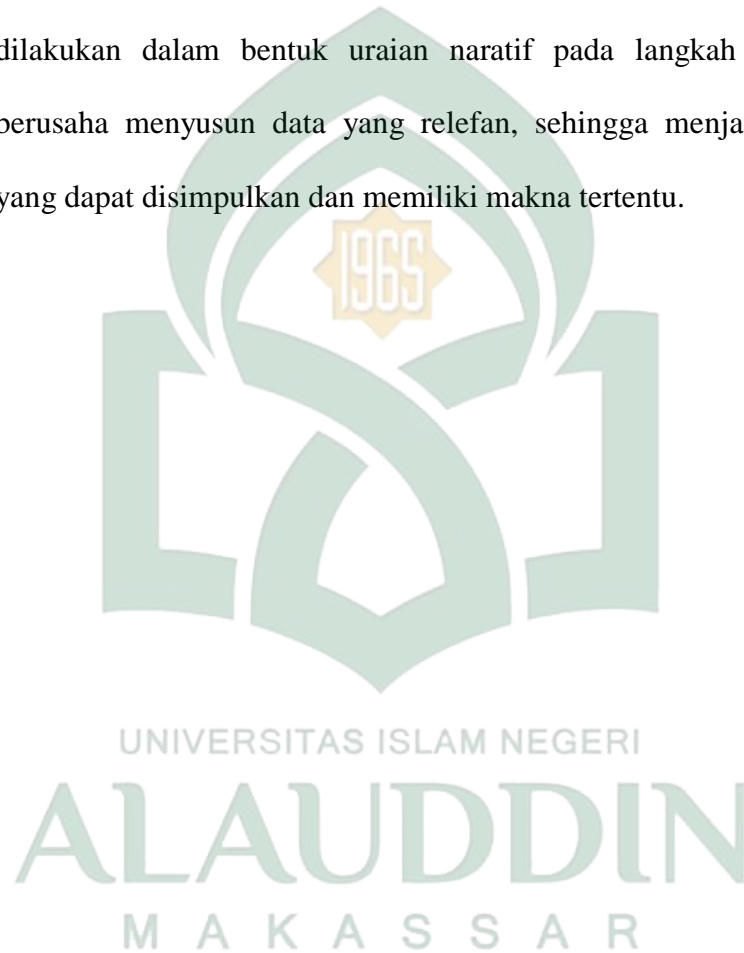 dilakukan dalam bentuk uraian naratif pada langkah
berusaha menyusun data yang relefan, sehingga menja
yang dapat disimpulkan dan memiliki makna tertentu.
1965
UNIVERSITAS ISLAM NEGERI
ALAUDDIN
MAKASSAR